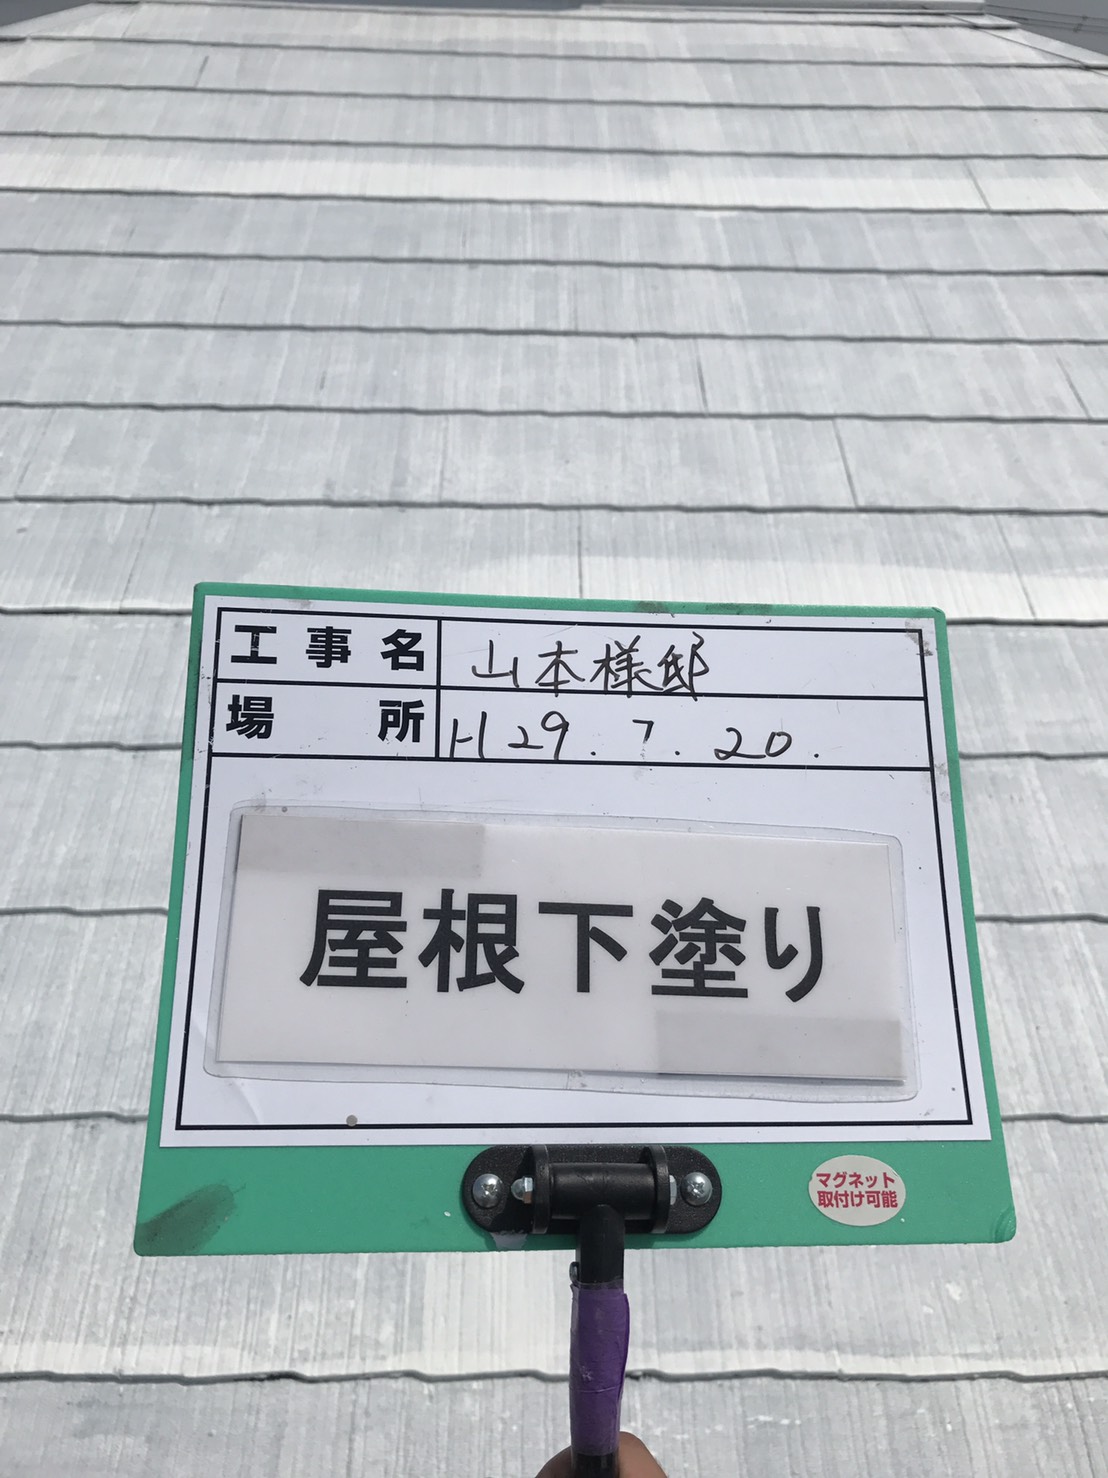 工事名 山本様邸
場所 H29.7.20.
屋根下塗り
マグネット
取付け可能